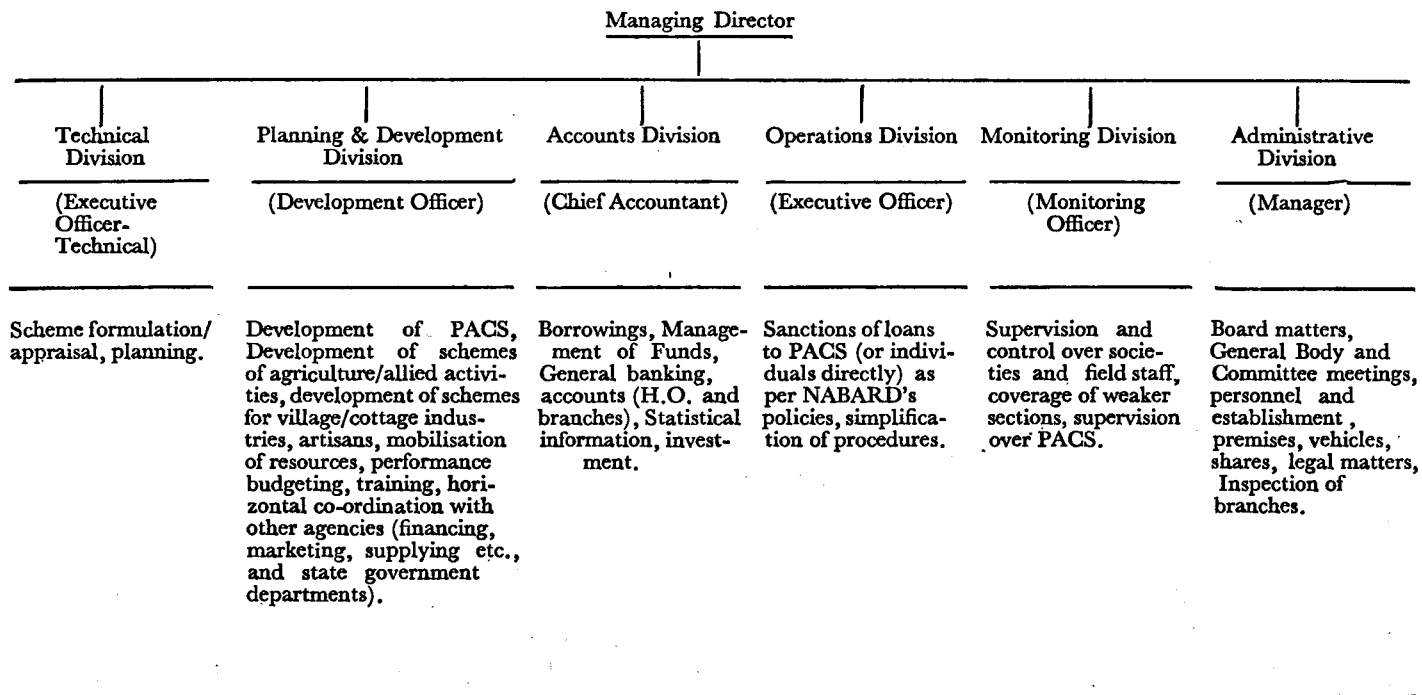 Managing Director
Technical
Division
(Executive
Officer-
Technical)
Scheme formulation/
appraisal, planning.
Planning & Development
Division
(Development Officer)
Development of PACS,
Development of schemes
of agriculture/allied activi-
ties, development of schemes
for village/cottage indus-
tries, artisans, mobilisation
of resources, performance
budgeting, training, hori-
zontal co-ordination with
other agencies (financing,
marketing, supplying etc.,
and state government
departments).
Accounts Division
(Chief Accountant)
Borrowings, Manage-
ment of Funds,
General banking,
accounts (H.O. and
branches), Statistical
information, invest-
ment.
Operations Division
(Executive Officer)
Sanctions of loans
to PACS (or indivi-
duals directly) as
per NABARD's
policies, simplifica-
tion of procedures.
Monitoring Division
(Monitoring
Officer)
Supervision and
control over socie-
ties and field staff,
coverage of weaker
sections, supervision
over PACS.
Administrative
Division
(Manager)
Board matters,
General Body and
Committee meetings,
personnel and
establishment,
premises, vehicles,
shares, legal matters,
Inspection of
branches.